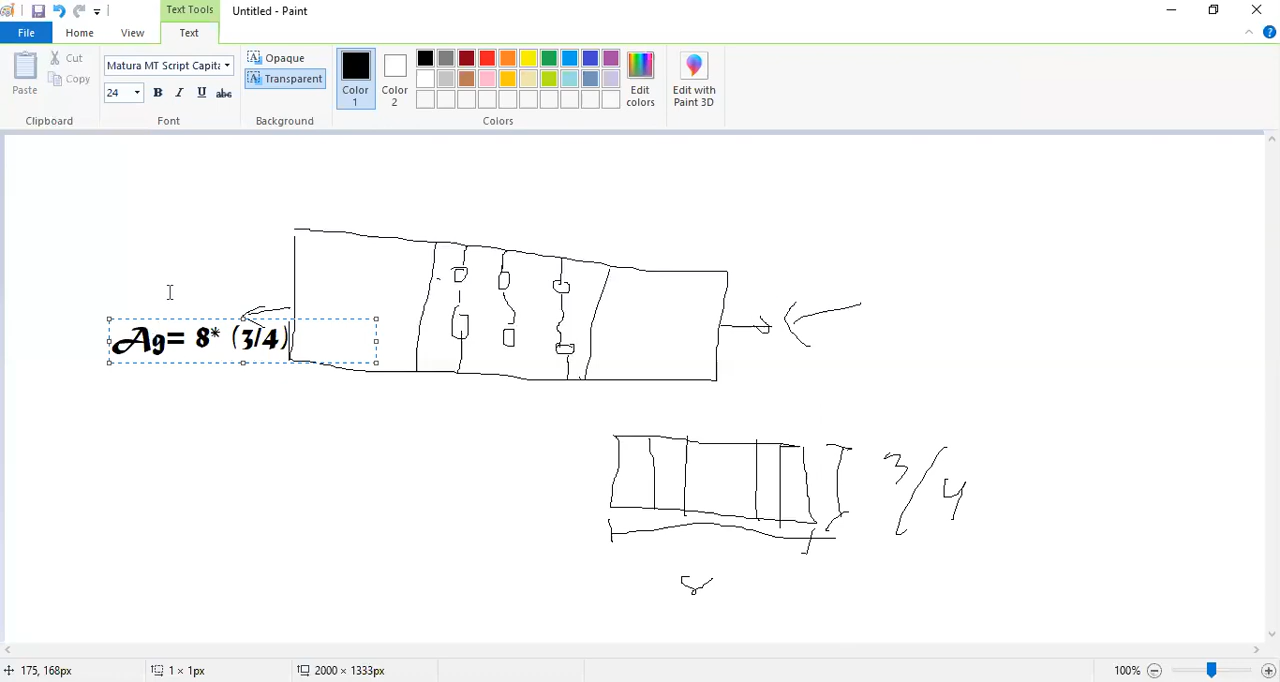 Text Tools
Untitled - Paint
File
Home
View
Text
Paste
Cut
Copy
Clipboard
Matura MT Script Capita
24
B I U abc
Font
Opaque
Transparent
Background
Color 1
Color 2
Edit colors
Colors
Edit with Paint 3D
Ag= 8* (3/4)
3/4
175, 168px
1 × 1px
2000 × 1333px
100%